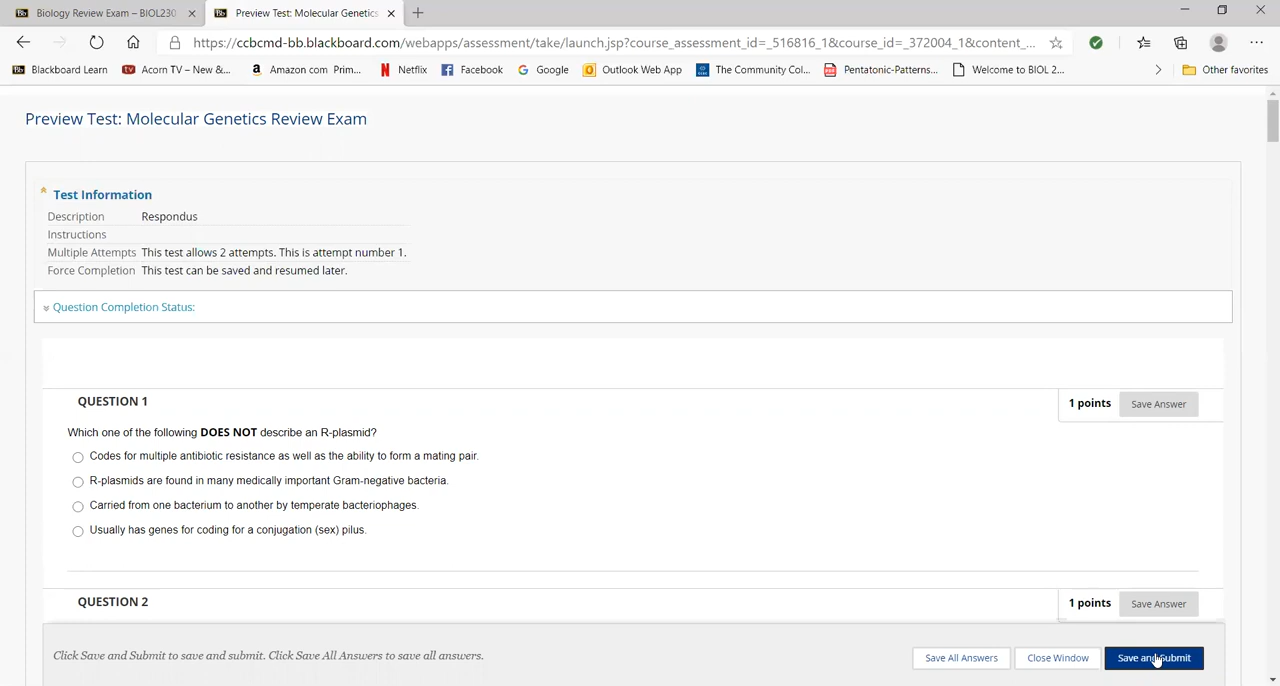 Biology Review Exam – BIOL230
Preview Test: Molecular Genetics
https://ccbcmd-bb.blackboard.com/webapps/assessment/take/launch.jsp?course_assessment_id=_516816_1&course_id=_372004_1&content_...
Blackboard Learn
Acorn TV – New &...
Amazon com Prim...
Netflix
Facebook
Google
Outlook Web App
The Community Col...
Pentatonic-Patterns...
Welcome to BIOL 2...
Other favorites
Preview Test: Molecular Genetics Review Exam
Test Information
Description Respondus
Instructions
Multiple Attempts This test allows 2 attempts. This is attempt number 1.
Force Completion This test can be saved and resumed later.
Question Completion Status:
QUESTION 1
1 points Save Answer
Which one of the following DOES NOT describe an R-plasmid?
Codes for multiple antibiotic resistance as well as the ability to form a mating pair.
R-plasmids are found in many medically important Gram-negative bacteria.
Carried from one bacterium to another by temperate bacteriophages.
Usually has genes for coding for a conjugation (sex) pilus.
QUESTION 2
1 points Save Answer
Click Save and Submit to save and submit. Click Save All Answers to save all answers.
Save All Answers
Close Window
Save and Submit